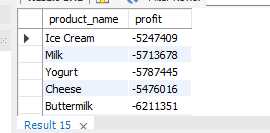 product_name profit
Ice Cream -5247409
Milk -5713678
Yogurt -5787445
Cheese -5476016
Buttermilk -6211351
Result 15 ×